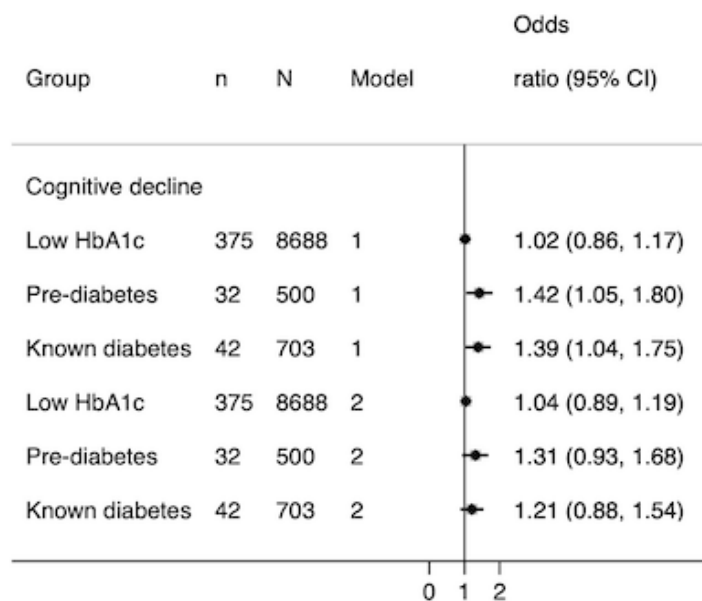 Odds
Group n N Model ratio (95% CI)
Cognitive decline
Low HbA1c 375 8688 1 1.02 (0.86, 1.17)
Pre-diabetes 32 500 1 1.42 (1.05, 1.80)
Known diabetes 42 703 1 1.39 (1.04, 1.75)
Low HbA1c 375 8688 2 1.04 (0.89, 1.19)
Pre-diabetes 32 500 2 1.31 (0.93, 1.68)
Known diabetes 42 703 2 1.21 (0.88, 1.54)
0 1 2